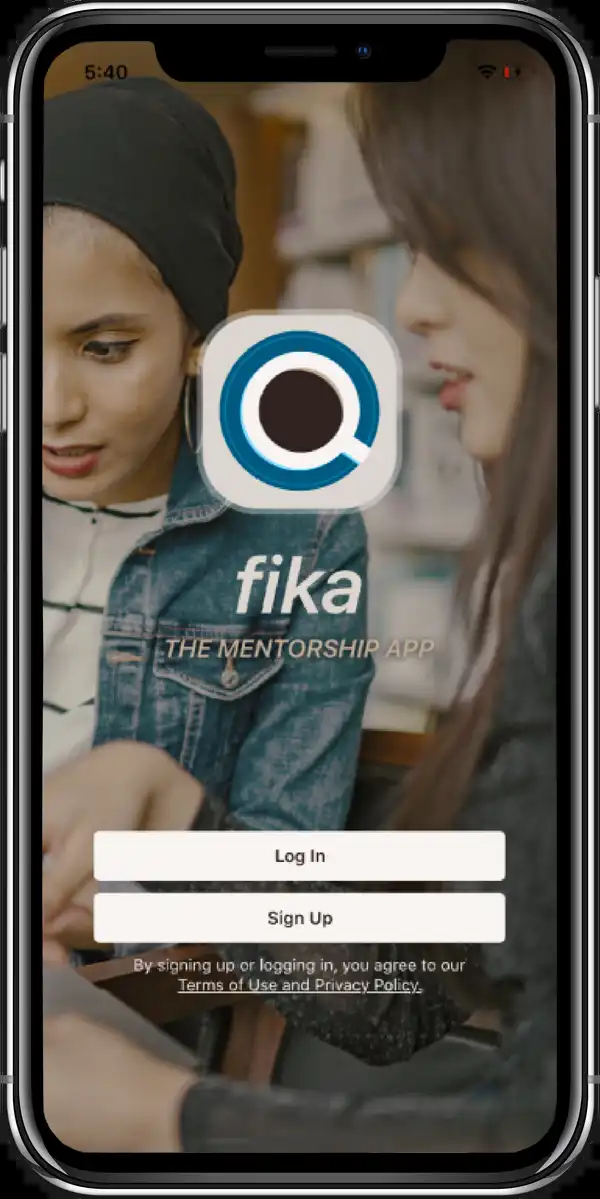 5:40
fika
THE MENTORSHIP APP
Log In
Sign Up
By signing up or logging in, you agree to our
Terms of Use and Privacy Policy.